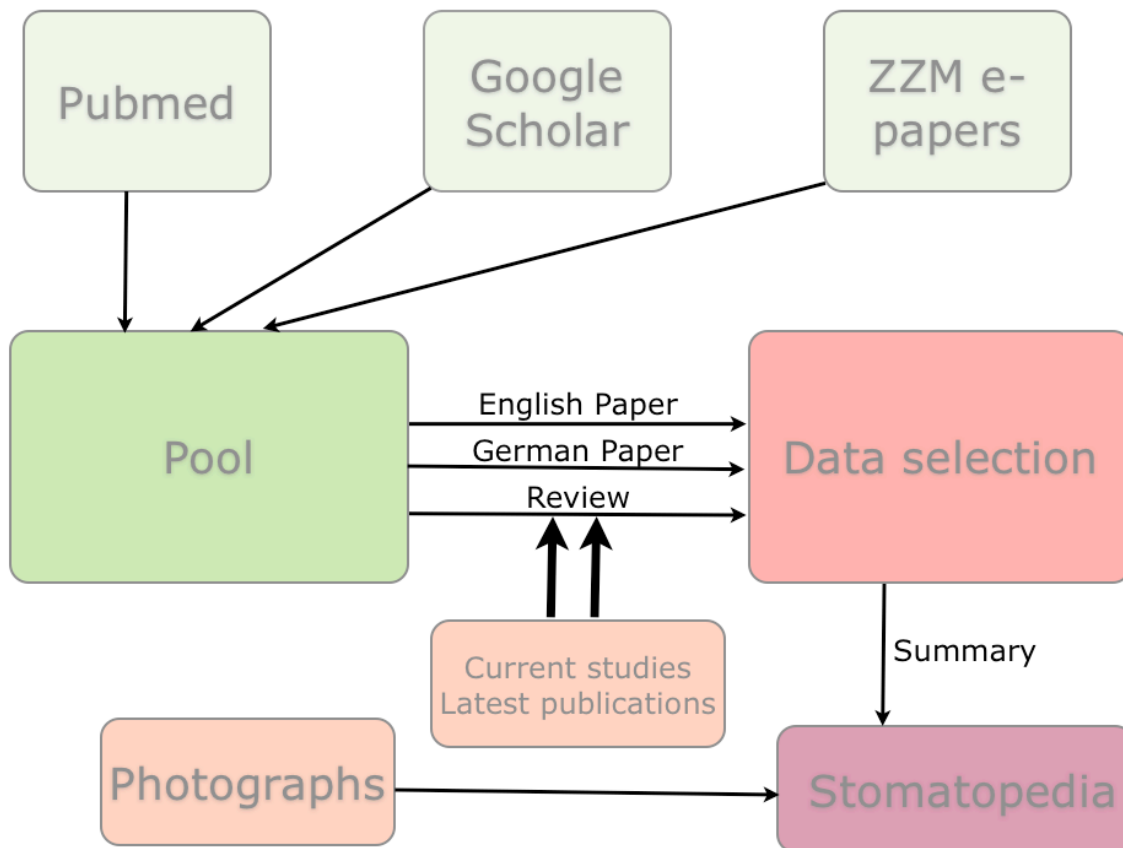 Pubmed
Google
Scholar
ZZM e-
papers
Pool
English Paper
German Paper
Review
Data selection
Current studies
Latest publications
Summary
Photographs
Stomatopedia